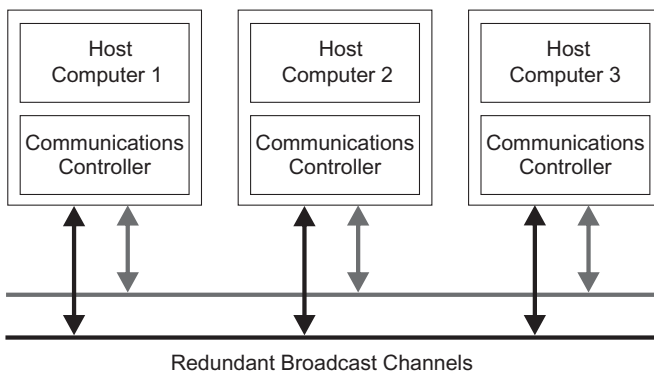 Host
Computer 1
Communications
Controller
Host
Computer 2
Communications
Controller
Host
Computer 3
Communications
Controller
Redundant Broadcast Channels